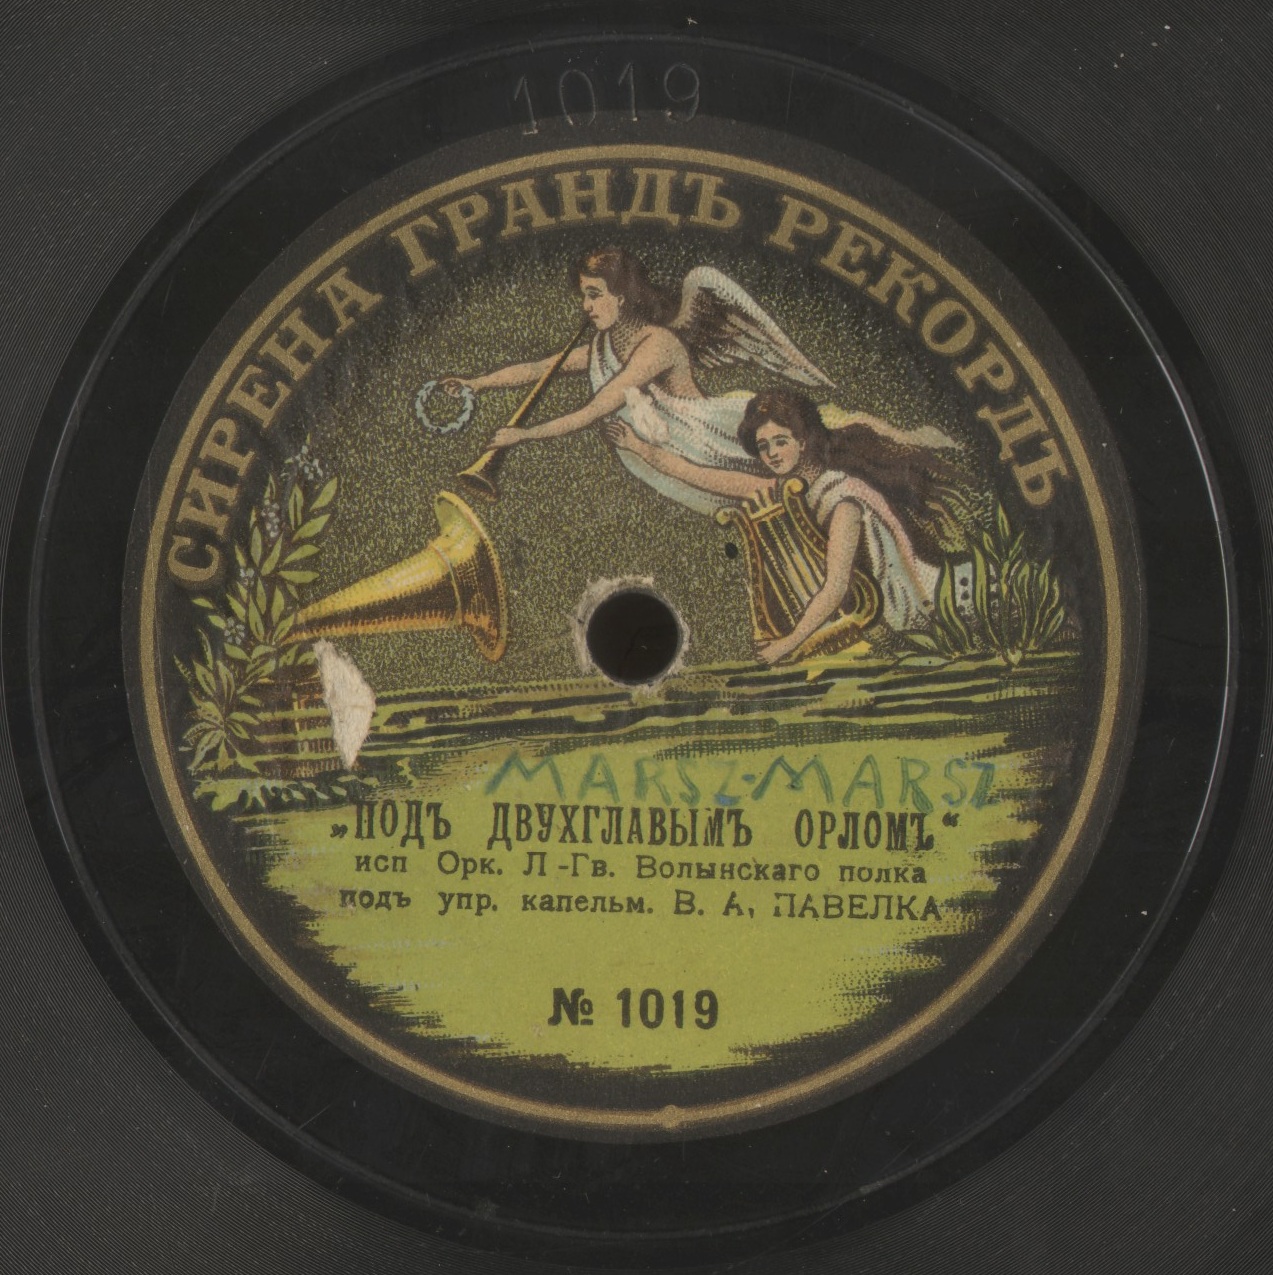 1019
СИРЕНА ГРАНДЪ РЕКОРДЪ
MARSZ-MARSZ
„ПОДЪ ДВУХГЛАВЫМЪ ОРЛОМЪ“
исп Орк. Л-Гв. Волынскаго полка
подъ упр. капельм. В. А. ПАВЕЛКА
№ 1019